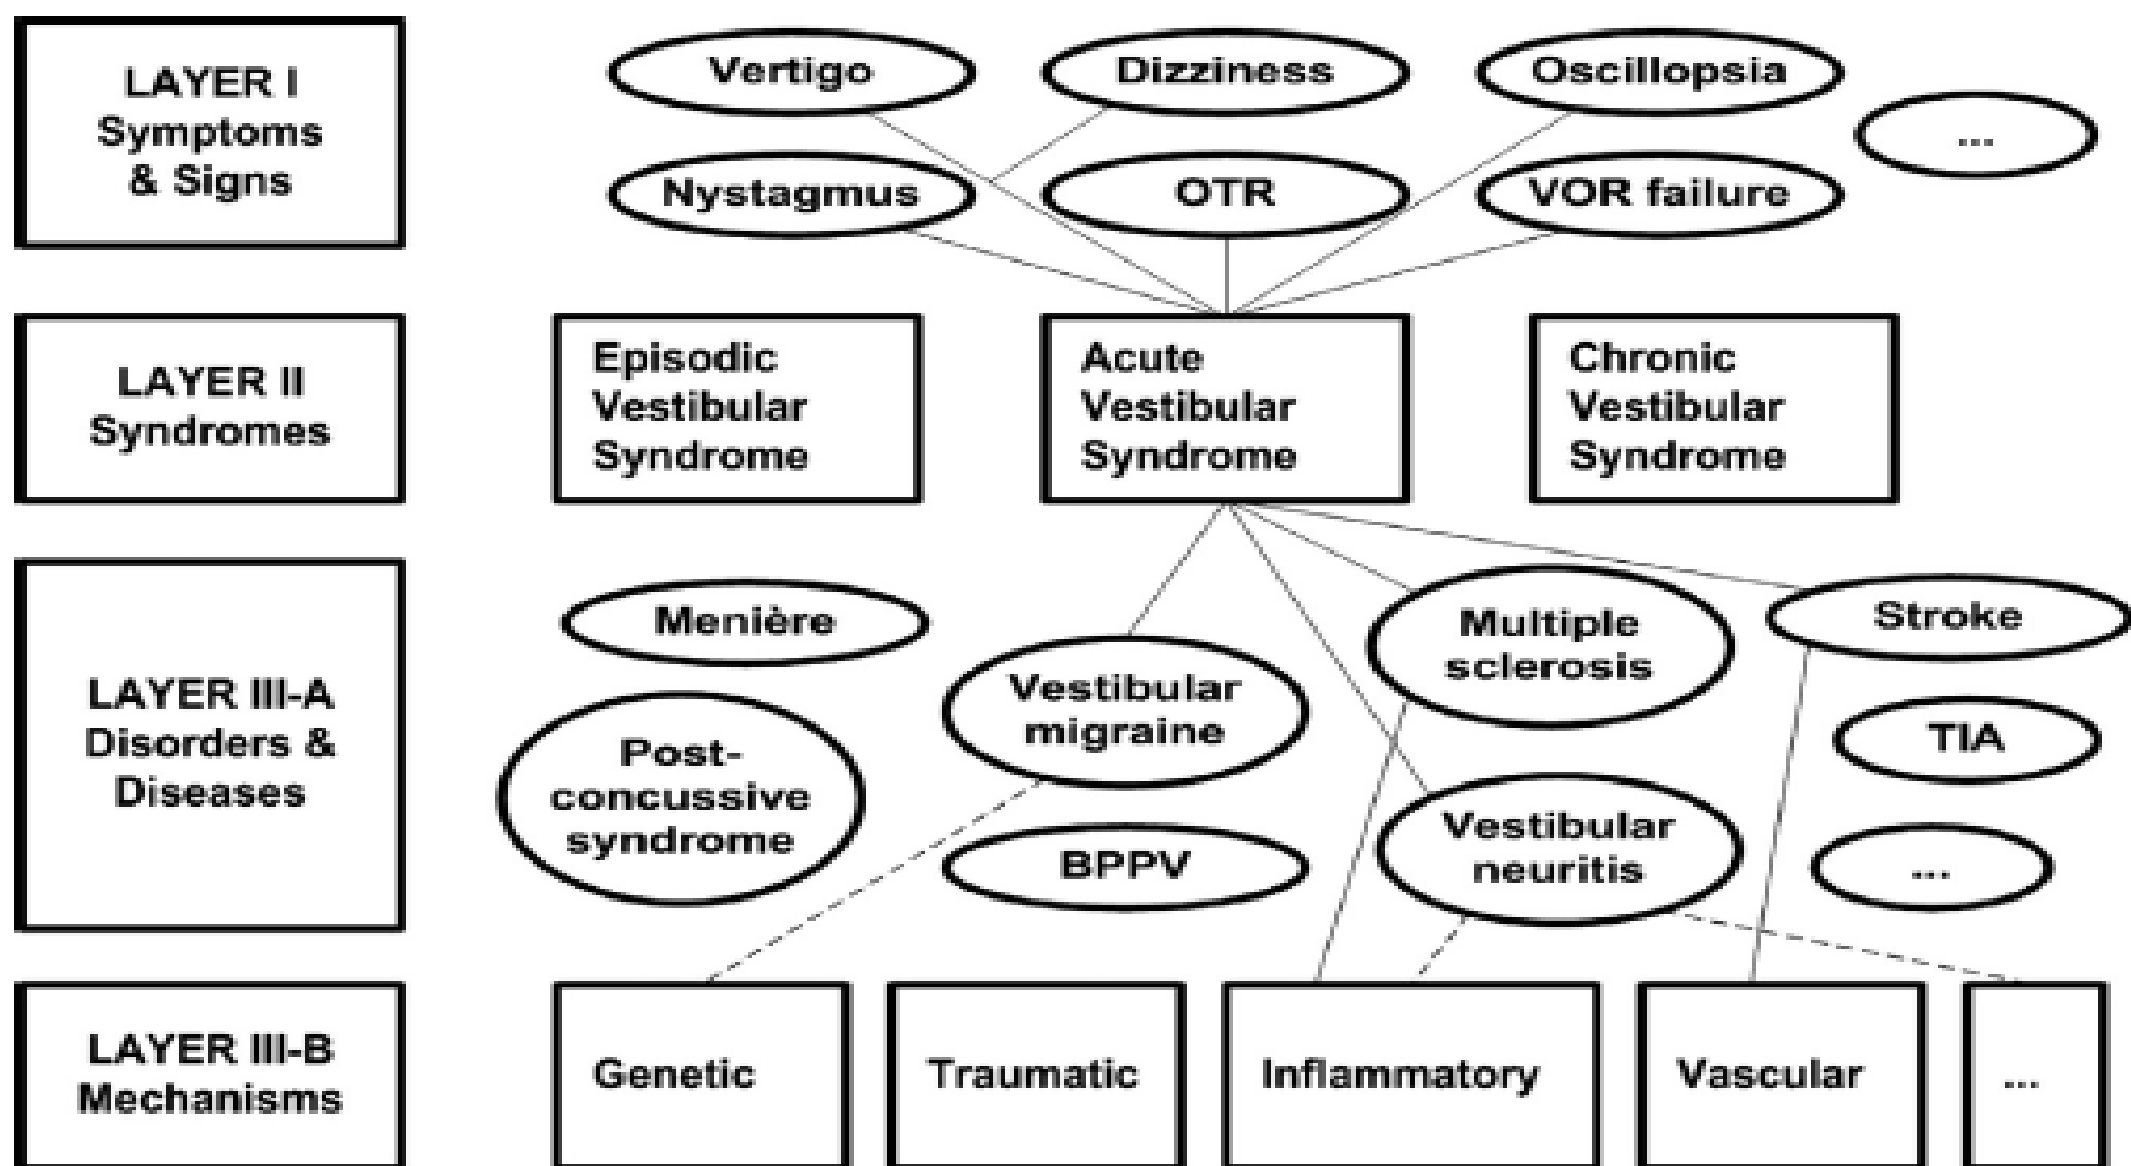 LAYER I
Symptoms
& Signs
Vertigo
Dizziness
Oscillopsia
...
Nystagmus
OTR
VOR failure
LAYER II
Syndromes
Episodic
Vestibular
Syndrome
Acute
Vestibular
Syndrome
Chronic
Vestibular
Syndrome
LAYER III-A
Disorders &
Diseases
Menière
Post-
concussive
syndrome
Vestibular
migraine
BPPV
Multiple
sclerosis
Vestibular
neuritis
Stroke
TIA
...
LAYER III-B
Mechanisms
Genetic
Traumatic
Inflammatory
Vascular
...